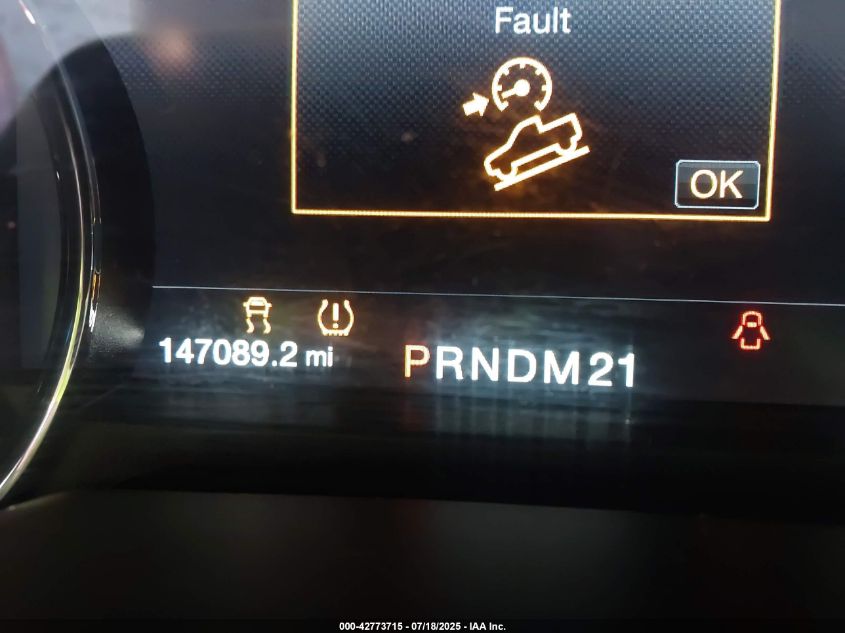 Fault
OK
147089.2 mi
PRNDM21
000-42773715 - 07/18/2025 - IAA Inc.